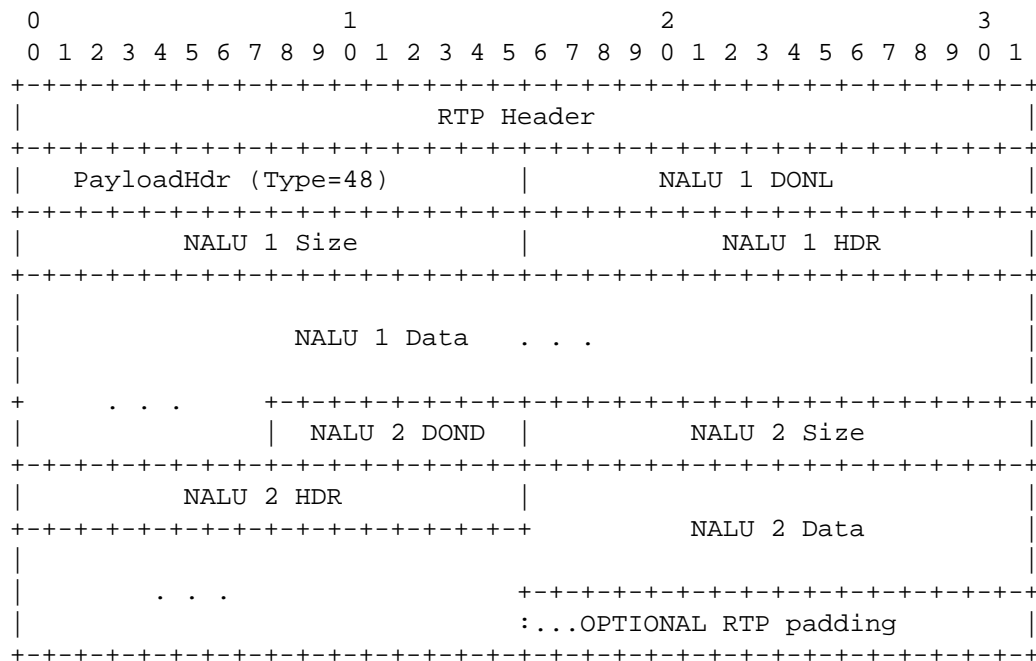 0                   1                   2                   3
 0 1 2 3 4 5 6 7 8 9 0 1 2 3 4 5 6 7 8 9 0 1 2 3 4 5 6 7 8 9 0 1
+-+-+-+-+-+-+-+-+-+-+-+-+-+-+-+-+-+-+-+-+-+-+-+-+-+-+-+-+-+-+-+-+
|                          RTP Header                           |
+-+-+-+-+-+-+-+-+-+-+-+-+-+-+-+-+-+-+-+-+-+-+-+-+-+-+-+-+-+-+-+-+
|   PayloadHdr (Type=48)        |        NALU 1 DONL            |
+-+-+-+-+-+-+-+-+-+-+-+-+-+-+-+-+-+-+-+-+-+-+-+-+-+-+-+-+-+-+-+-+
|          NALU 1 Size          |            NALU 1 HDR         |
+-+-+-+-+-+-+-+-+-+-+-+-+-+-+-+-+-+-+-+-+-+-+-+-+-+-+-+-+-+-+-+-+
|                                                               |
|                 NALU 1 Data   . . .                           |
|                                                               |
+     . . .     +-+-+-+-+-+-+-+-+-+-+-+-+-+-+-+-+-+-+-+-+-+-+-+-+
|               |  NALU 2 DOND  |          NALU 2 Size          |
+-+-+-+-+-+-+-+-+-+-+-+-+-+-+-+-+-+-+-+-+-+-+-+-+-+-+-+-+-+-+-+-+
|          NALU 2 HDR           |                               |
+-+-+-+-+-+-+-+-+-+-+-+-+-+-+-+-+          NALU 2 Data          |
|                                                               |
|        . . .                  +-+-+-+-+-+-+-+-+-+-+-+-+-+-+-+-+
|                               :...OPTIONAL RTP padding        |
+-+-+-+-+-+-+-+-+-+-+-+-+-+-+-+-+-+-+-+-+-+-+-+-+-+-+-+-+-+-+-+-+